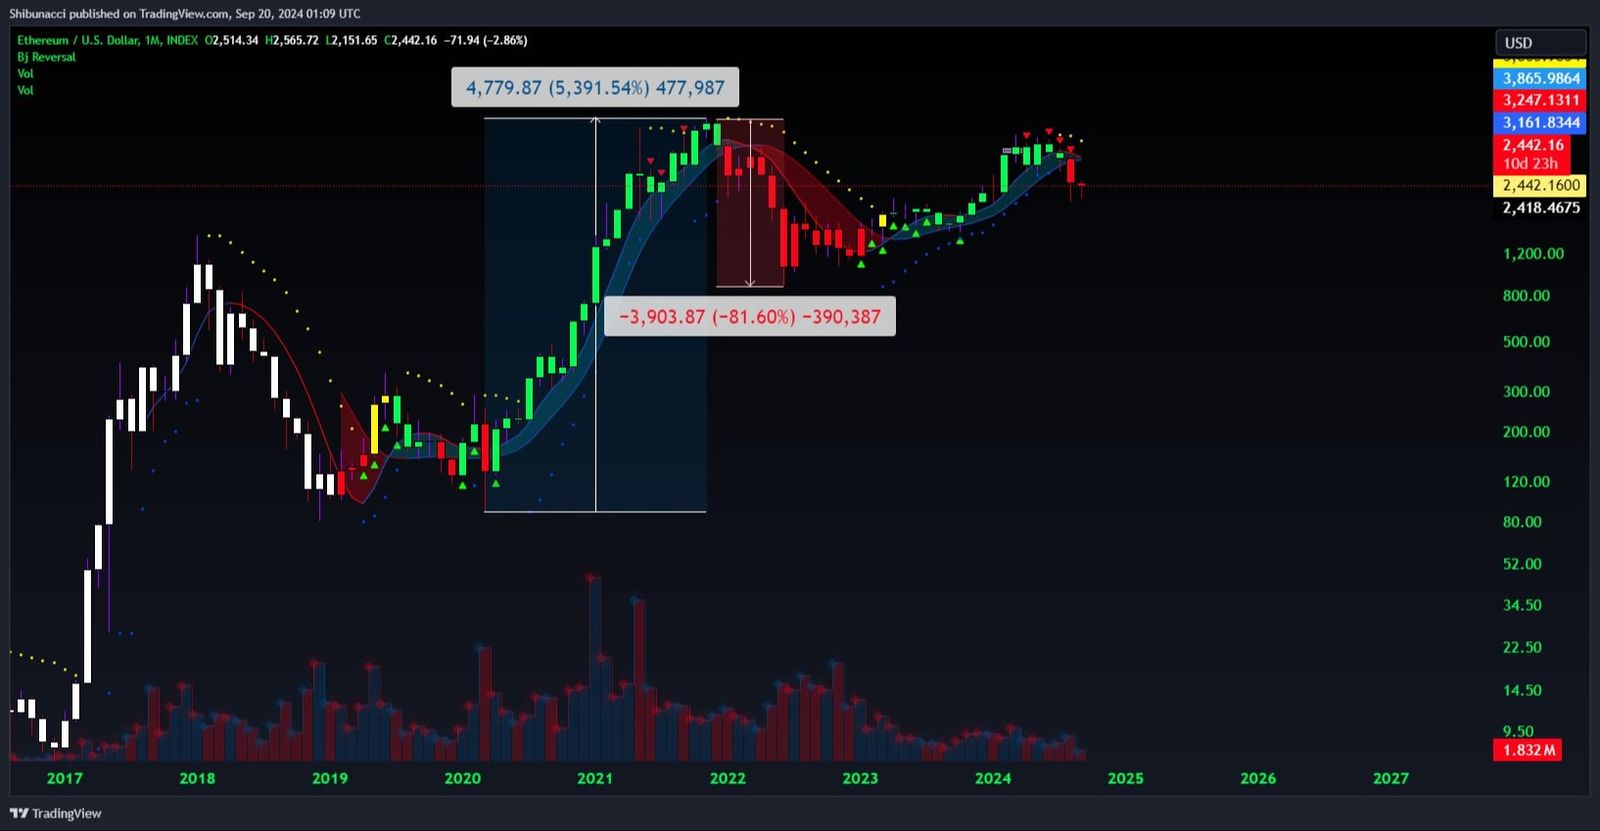 Shibunacci published on TradingView.com, Sep 20, 2024 01:09 UTC
Ethereum / U.S. Dollar, 1M, INDEX O2,514.34 H2,565.72 L2,151.65 C2,442.16 −71.94 (−2.86%)
Bj Reversal
Vol
Vol
USD
4,779.87 (5,391.54%) 477,987
−3,903.87 (−81.60%) −390,387
3,865.9864
3,247.1311
3,161.8344
2,442.16
10d 23h
2,442.1600
2,418.4675
1,200.00
800.00
500.00
300.00
200.00
120.00
80.00
52.00
34.50
22.50
14.50
9.50
1.832 M
2017 2018 2019 2020 2021 2022 2023 2024 2025 2026 2027
TradingView